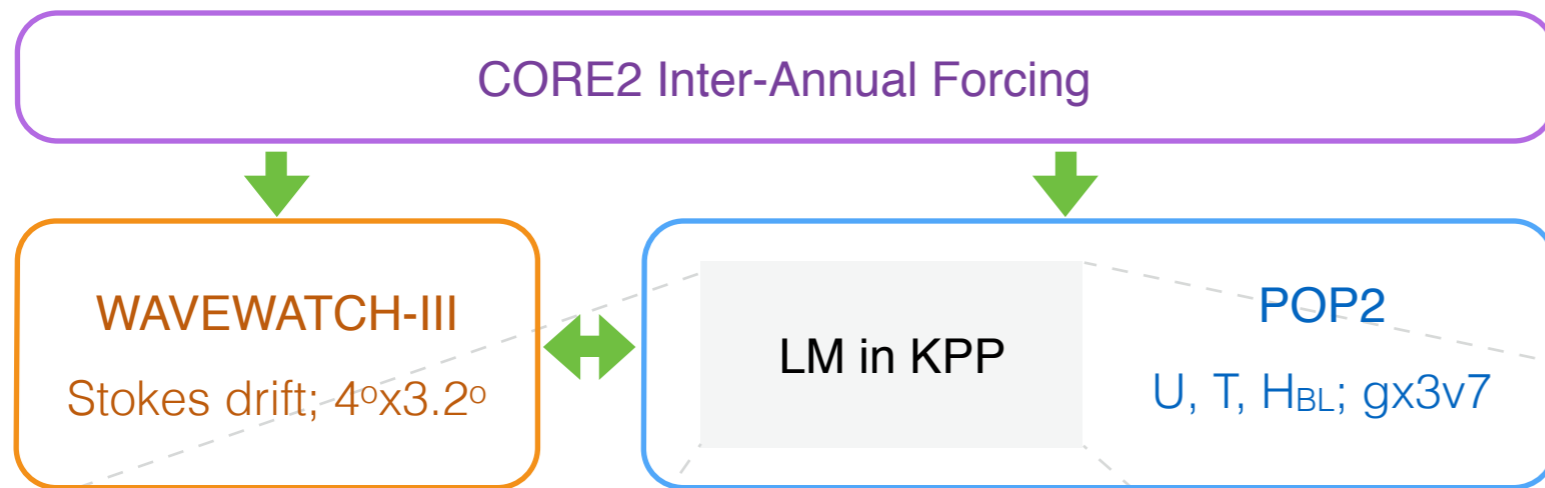 CORE2 Inter-Annual Forcing
WAVEWATCH-III
Stokes drift; 4ºx3.2º
LM in KPP
POP2
U, T, HBL; gx3v7